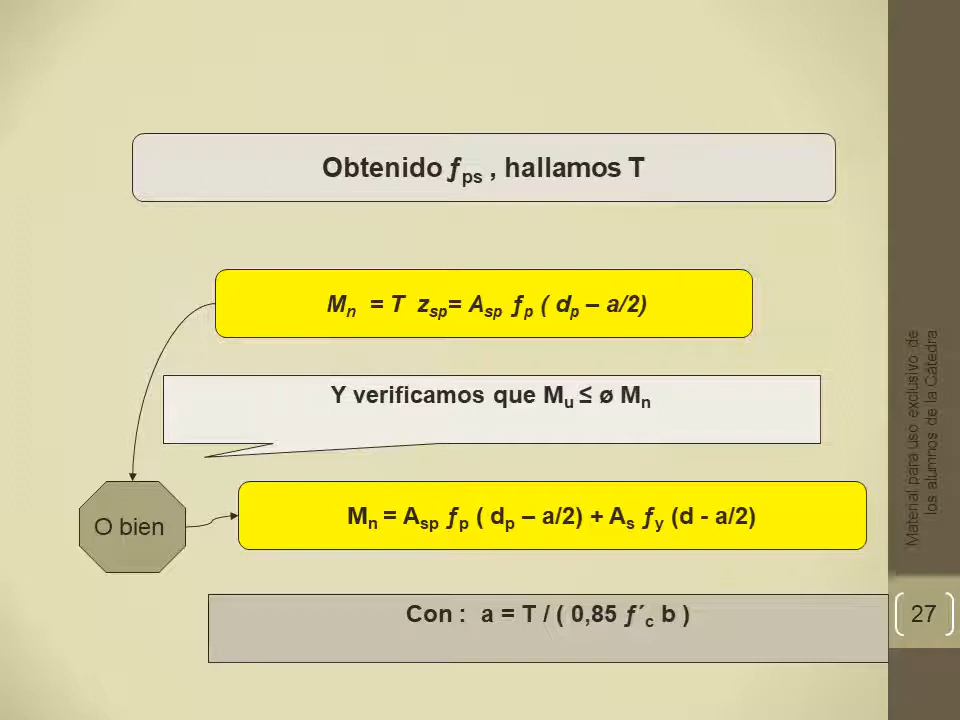 Obtenido ƒps , hallamos T
Mn = T zsp= Asp ƒp ( dp – a/2)
Y verificamos que Mu ≤ ø Mn
O bien
Mn = Asp ƒp ( dp – a/2) + As ƒy (d - a/2)
Con : a = T / ( 0,85 ƒ´c b )
Material para uso exclusivo de
los alumnos de la Cátedra
27